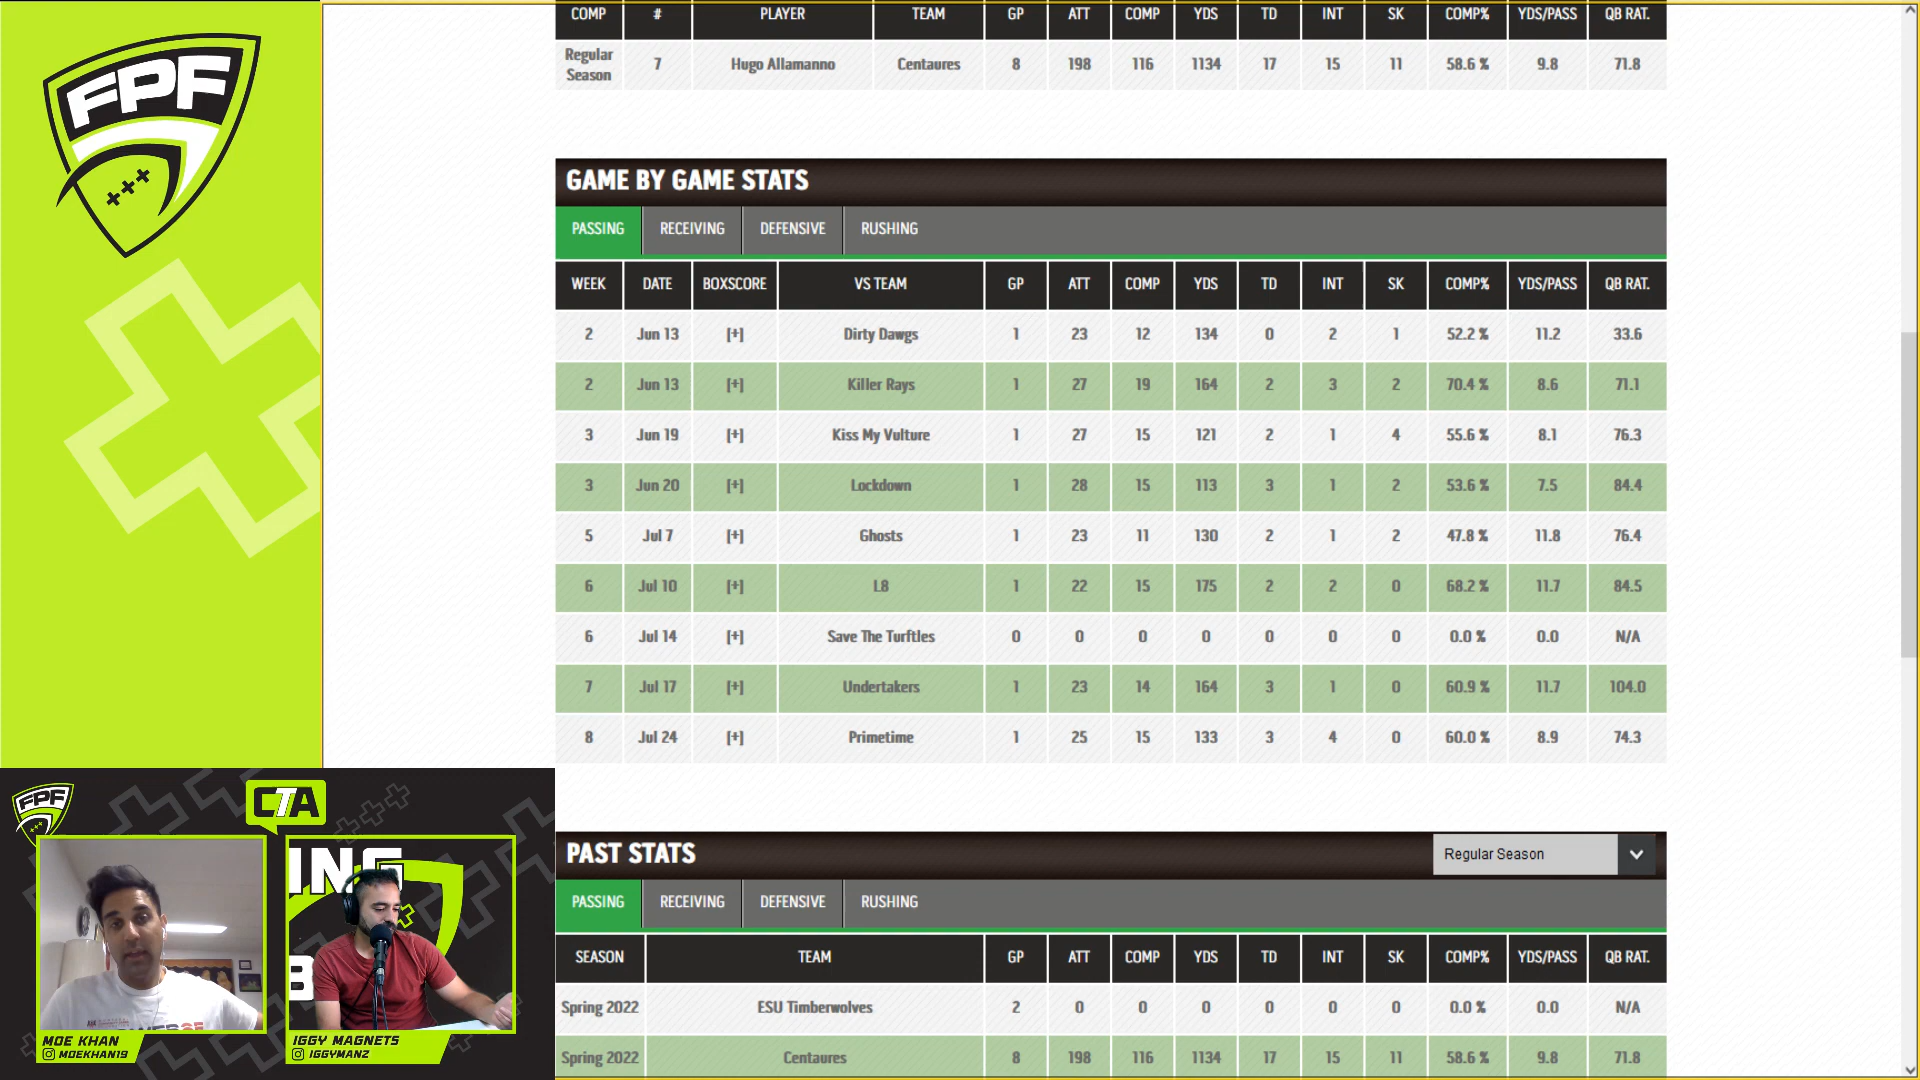 FPF
COMP # PLAYER TEAM GP ATT COMP YDS TD INT SK COMP% YDS/PASS QB RAT.
Regular Season 7 Hugo Allamanno Centaures 8 198 116 1134 17 15 11 58.6 % 9.8 71.8
GAME BY GAME STATS
PASSING RECEIVING DEFENSIVE RUSHING
WEEK DATE BOXSCORE VS TEAM GP ATT COMP YDS TD INT SK COMP% YDS/PASS QB RAT.
2 Jun 13 [+] Dirty Dawgs 1 23 12 134 0 2 1 52.2 % 11.2 33.6
2 Jun 13 [+] Killer Rays 1 27 19 164 2 3 2 70.4 % 8.6 71.1
3 Jun 19 [+] Kiss My Vulture 1 27 15 121 2 1 4 55.6 % 8.1 76.3
3 Jun 20 [+] Lockdown 1 28 15 113 3 1 2 53.6 % 7.5 84.4
5 Jul 7 [+] Ghosts 1 23 11 130 2 1 2 47.8 % 11.8 76.4
6 Jul 10 [+] L8 1 22 15 175 2 2 0 68.2 % 11.7 84.5
6 Jul 14 [+] Save The Turftles 0 0 0 0 0 0 0 0.0 % 0.0 N/A
7 Jul 17 [+] Undertakers 1 23 14 164 3 1 0 60.9 % 11.7 104.0
8 Jul 24 [+] Primetime 1 25 15 133 3 4 0 60.0 % 8.9 74.3
PAST STATS Regular Season
PASSING RECEIVING DEFENSIVE RUSHING
SEASON TEAM GP ATT COMP YDS TD INT SK COMP% YDS/PASS QB RAT.
Spring 2022 ESU Timberwolves 2 0 0 0 0 0 0 0.0 % 0.0 N/A
Spring 2022 Centaures 8 198 116 1134 17 15 11 58.6 % 9.8 71.8
FPF
CTA
ING
B
MOE KHAN
MOEKHAN19
IGGY MAGNETS
IGGYMANZ